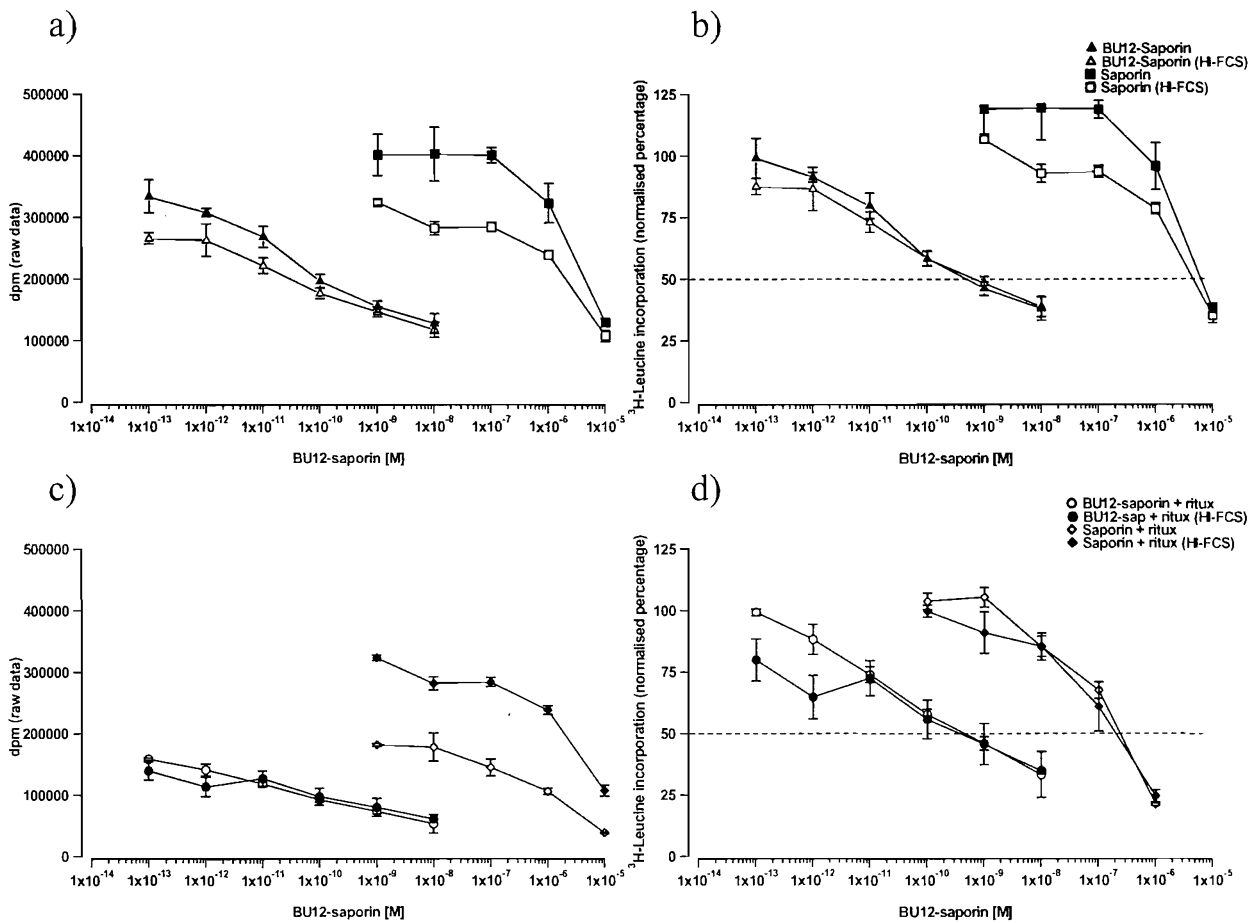 a)
dpm (raw data)
500000
400000
300000
200000
100000
0
1x10-14
1x10-13
1x10-12
1x10-11
1x10-10
1x10-9
1x10-8
1x10-7
1x10-6
1x10-5
BU12-saporin [M]
b)
BU12-Saporin
BU12-Saporin (HI-FCS)
Saporin
Saporin (HI-FCS)
3H-Leucine incorporation (normalised percentage)
125
100
75
50
25
0
1x10-14
1x10-13
1x10-12
1x10-11
1x10-10
1x10-9
1x10-8
1x10-7
1x10-6
1x10-5
BU12-saporin [M]
c)
dpm (raw data)
500000
400000
300000
200000
100000
0
1x10-14
1x10-13
1x10-12
1x10-11
1x10-10
1x10-9
1x10-8
1x10-7
1x10-6
1x10-5
BU12-saporin [M]
d)
BU12-saporin + ritux
BU12-sap + ritux (HI-FCS)
Saporin + ritux
Saporin + ritux (HI-FCS)
3H-Leucine incorporation (normalised percentage)
125
100
75
50
25
0
1x10-14
1x10-13
1x10-12
1x10-11
1x10-10
1x10-9
1x10-8
1x10-7
1x10-6
1x10-5
BU12-saporin [M]